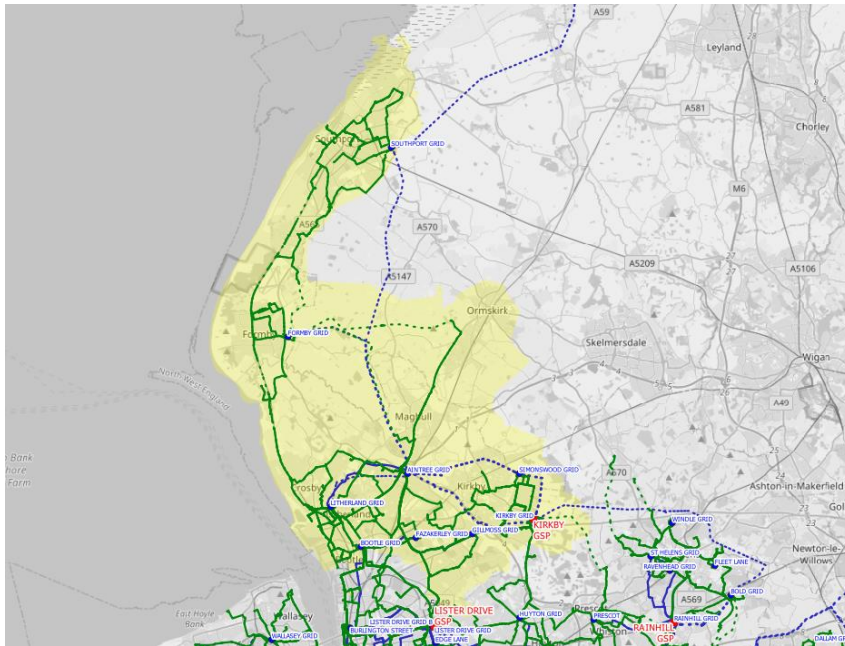 A59
Leyland
A581
Chorley
SOUTHPORT GRID
M6
A570
A5209
A5106
A5147
Ormskirk
FORMBY GRID
Skelmersdale
Wigan
North West England
A49
Maghull
AINTREE GRID
SIMONSWOOD GRID
Kirkby
Ashton-in-Makerfield
Crosby
LITHERLAND GRID
KIRKBY GRID
KIRKBY
GSP
WINDLE GRID
BOOTLE GRID
FAZAKERLEY GRID
GILLMOSS GRID
ST HELENS GRID
Newton-le-
Willows
RAVENHEAD GRID
FLEET LANE
BOLD GRID
A569
East Hoyle
Bank
Wallasey
LISTER DRIVE
GSP
HUYTON GRID
PRESCOT
RAINHILL GRID
LISTER DRIVE GRID B
BURLINGTON STREET
LISTER DRIVE GRID
EDGE LANE
WALLASEY GRID
Whiston
RAINHILL
GSP
DALLAM GR